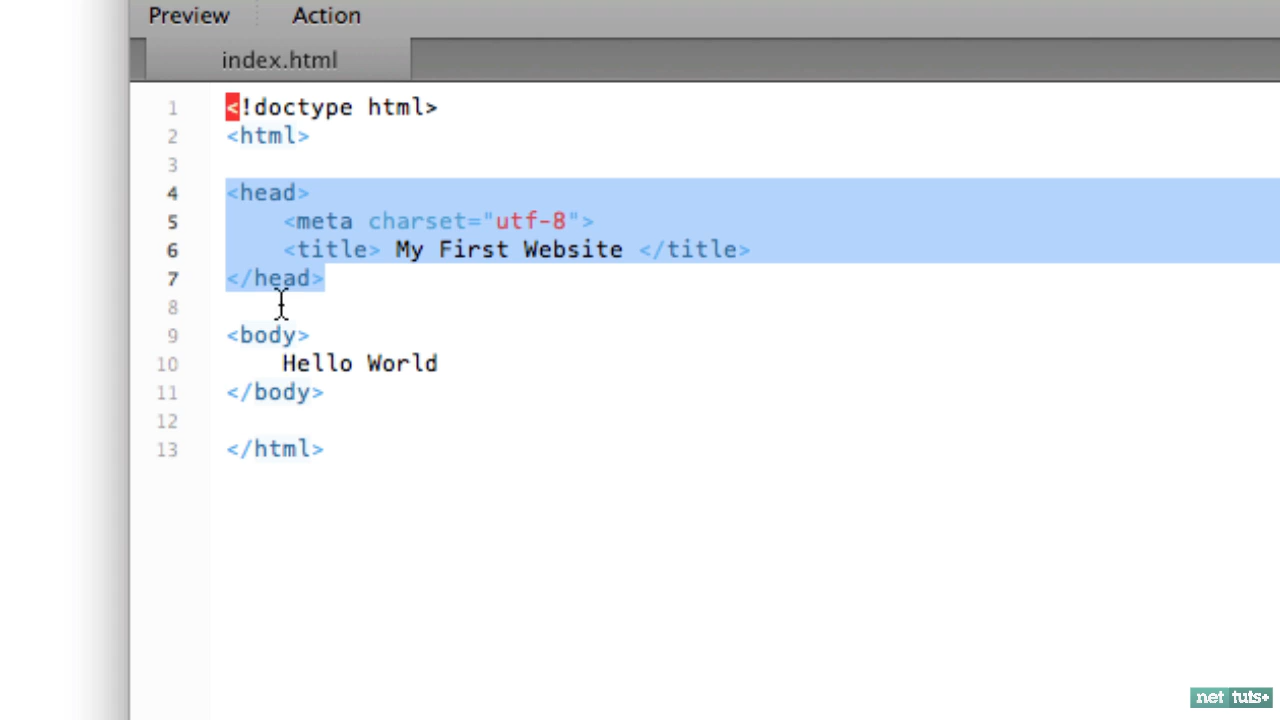 Preview Action
index.html
1 <!doctype html>
2 <html>
3
4 <head>
5     <meta charset="utf-8">
6     <title> My First Website </title>
7 </head>
8
9 <body>
10     Hello World
11 </body>
12
13 </html>
net tuts+